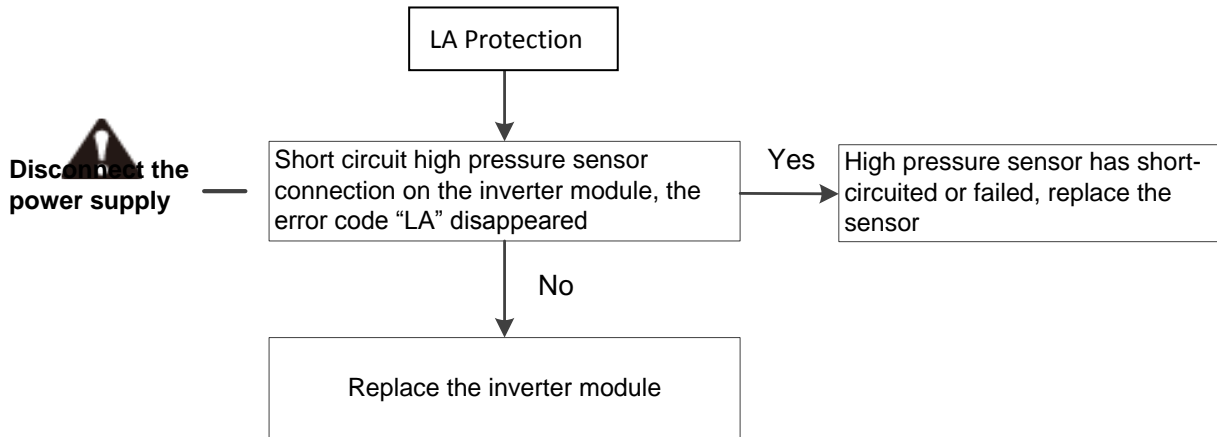 LA Protection
Disconnect the
power supply
Short circuit high pressure sensor
connection on the inverter module, the
error code “LA” disappeared
Yes
High pressure sensor has short-
circuited or failed, replace the
sensor
No
Replace the inverter module